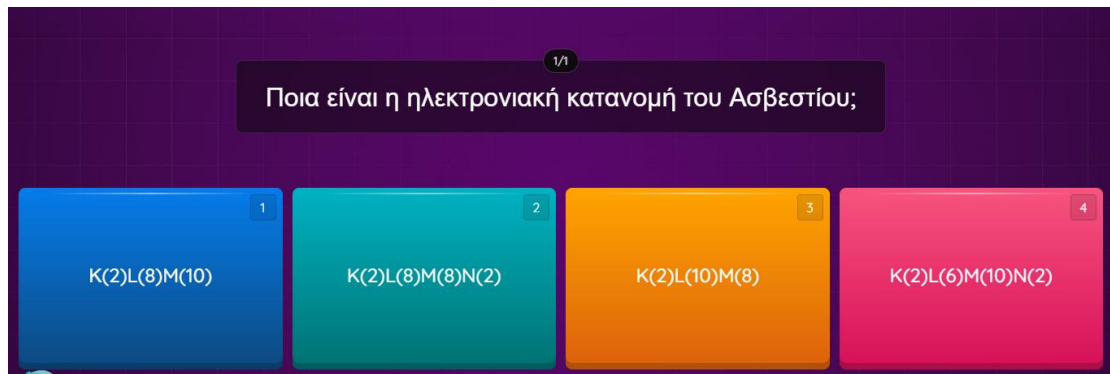 1/1
Ποια είναι η ηλεκτρονιακή κατανομή του Ασβεστίου;
1
K(2)L(8)M(10)
2
K(2)L(8)M(8)N(2)
3
K(2)L(10)M(8)
4
K(2)L(6)M(10)N(2)